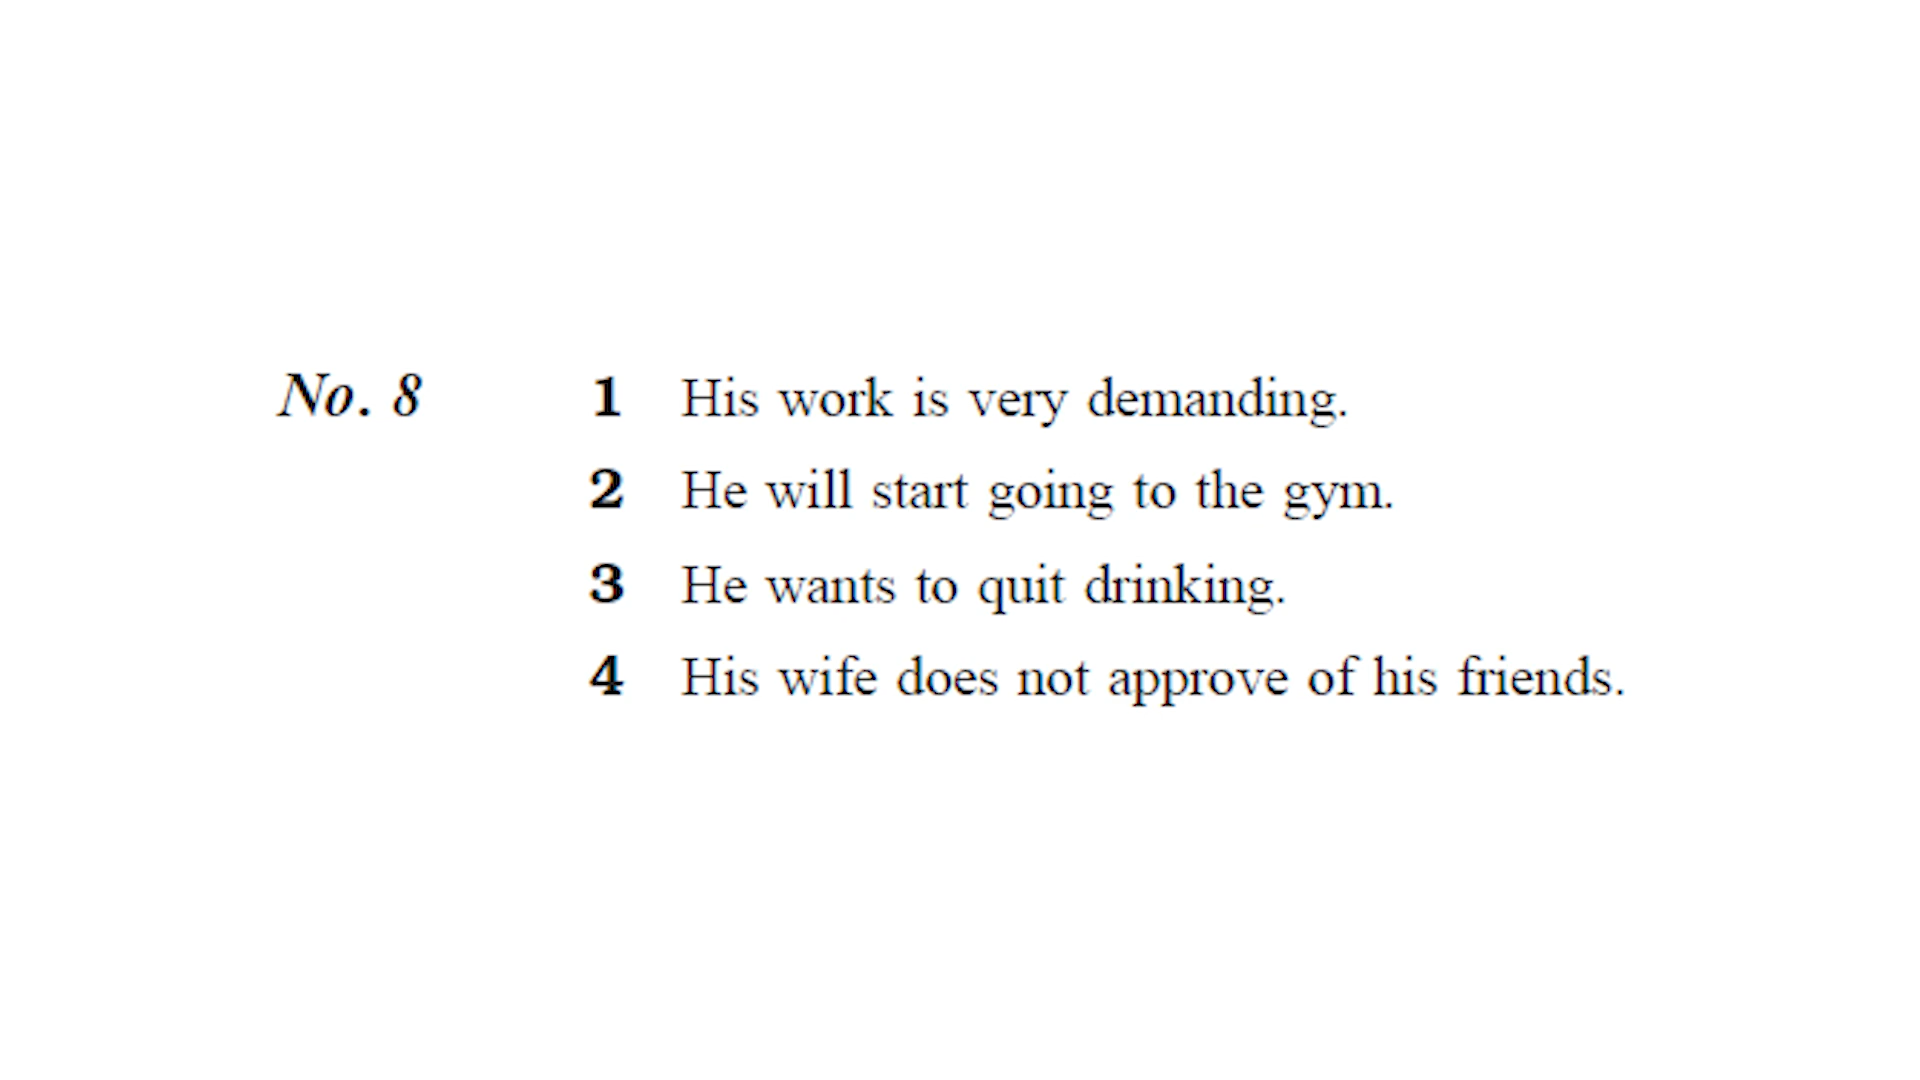 No. 8 1 His work is very demanding.
2 He will start going to the gym.
3 He wants to quit drinking.
4 His wife does not approve of his friends.